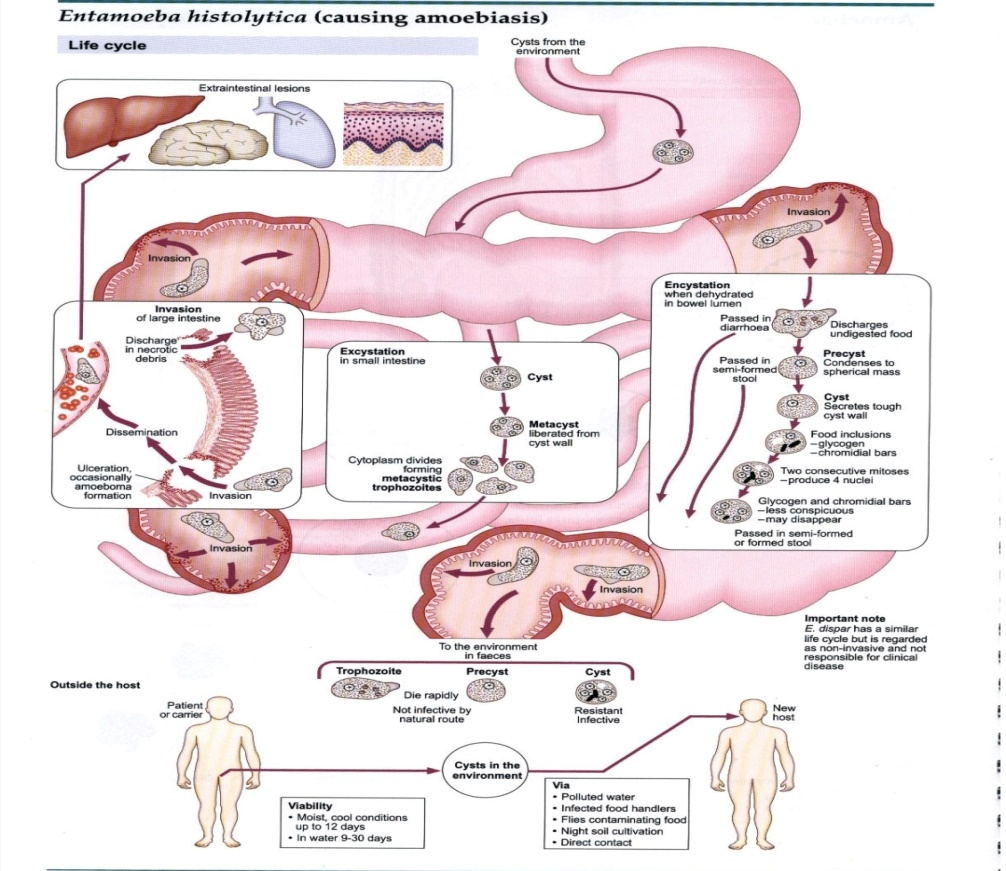 Entamoeba histolytica (causing amoebiasis)
Life cycle
Cysts from the
environment
Extraintestinal lesions
Invasion
Invasion
Invasion
of large intestine
Discharge
in necrotic
debris
Dissemination
Ulceration,
occasionally
amoeboma
formation
Invasion
Excystation
in small intestine
Cyst
Metacyst
liberated from
cyst wall
Cytoplasm divides
forming
metacystic
trophozoites
Encystation
when dehydrated
in bowel lumen
Passed in
diarrhoea
Discharges
undigested food
Passed in
semi-formed
stool
Precyst
Condenses to
spherical mass
Cyst
Secretes tough
cyst wall
Food inclusions
–glycogen
–chromidial bars
Two consecutive mitoses
–produce 4 nuclei
Glycogen and chromidial bars
–less conspicuous
–may disappear
Passed in semi-formed
or formed stool
Invasion
Invasion
Invasion
Important note
E. dispar has a similar
life cycle but is regarded
as non-invasive and not
responsible for clinical
disease
To the environment
in faeces
Trophozoite
Precyst
Cyst
Die rapidly
Not infective by
natural route
Resistant
Infective
Outside the host
Patient
or carrier
New
host
Cysts in the
environment
Viability
• Moist, cool conditions
up to 12 days
• In water 9-30 days
Via
• Polluted water
• Infected food handlers
• Flies contaminating food
• Night soil cultivation
• Direct contact